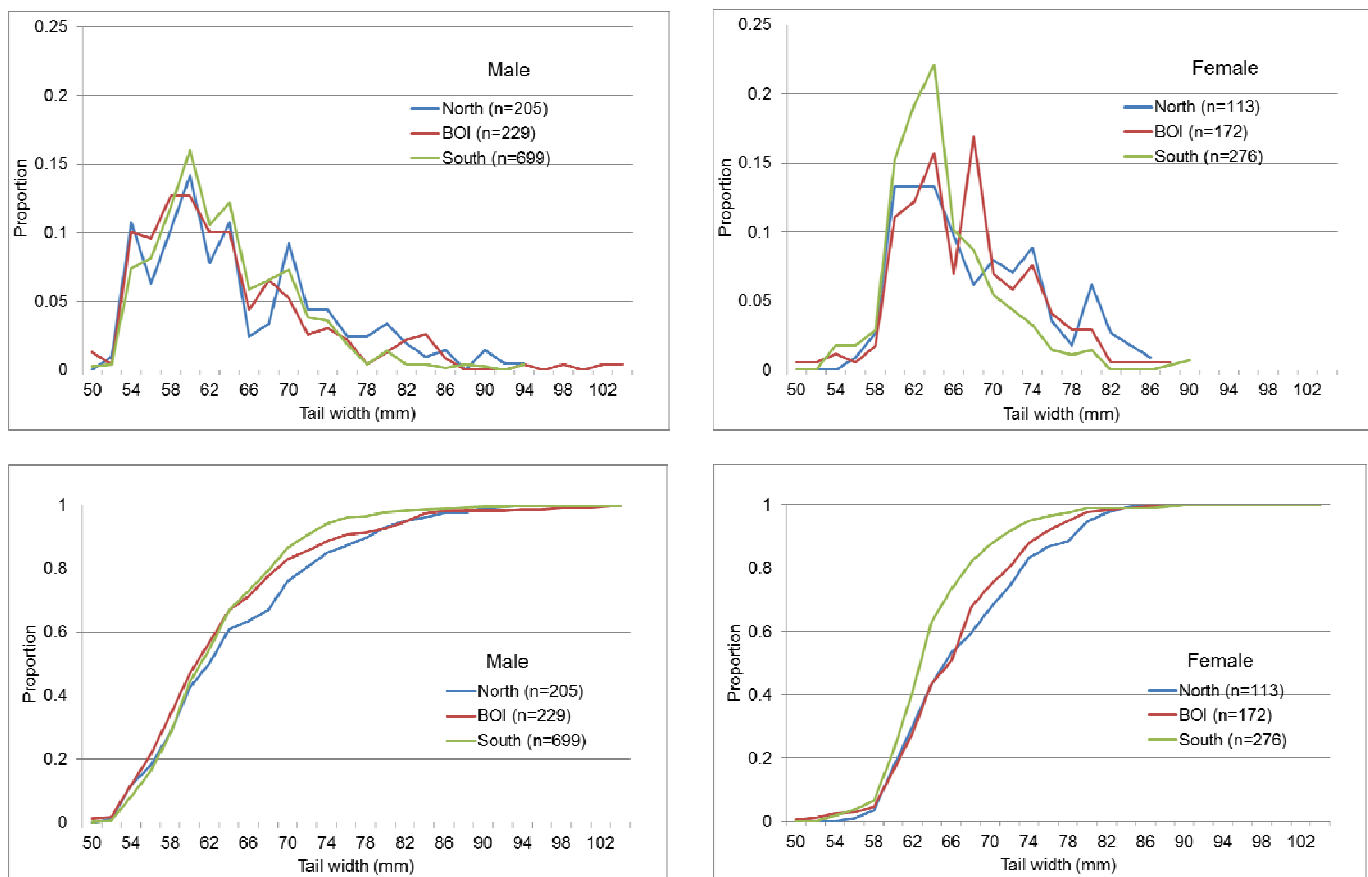 0.25
0.2
0.15
0.1
0.05
0
Proportion
Male
North (n=205)
BOI (n=229)
South (n=699)
50 54 58 62 66 70 74 78 82 86 90 94 98 102
Tail width (mm)
0.25
0.2
0.15
0.1
0.05
0
Proportion
Female
North (n=113)
BOI (n=172)
South (n=276)
50 54 58 62 66 70 74 78 82 86 90 94 98 102
Tail width (mm)
1
0.8
0.6
0.4
0.2
0
Proportion
Male
North (n=205)
BOI (n=229)
South (n=699)
50 54 58 62 66 70 74 78 82 86 90 94 98 102
Tail width (mm)
1
0.8
0.6
0.4
0.2
0
Proportion
Female
North (n=113)
BOI (n=172)
South (n=276)
50 54 58 62 66 70 74 78 82 86 90 94 98 102
Tail width (mm)